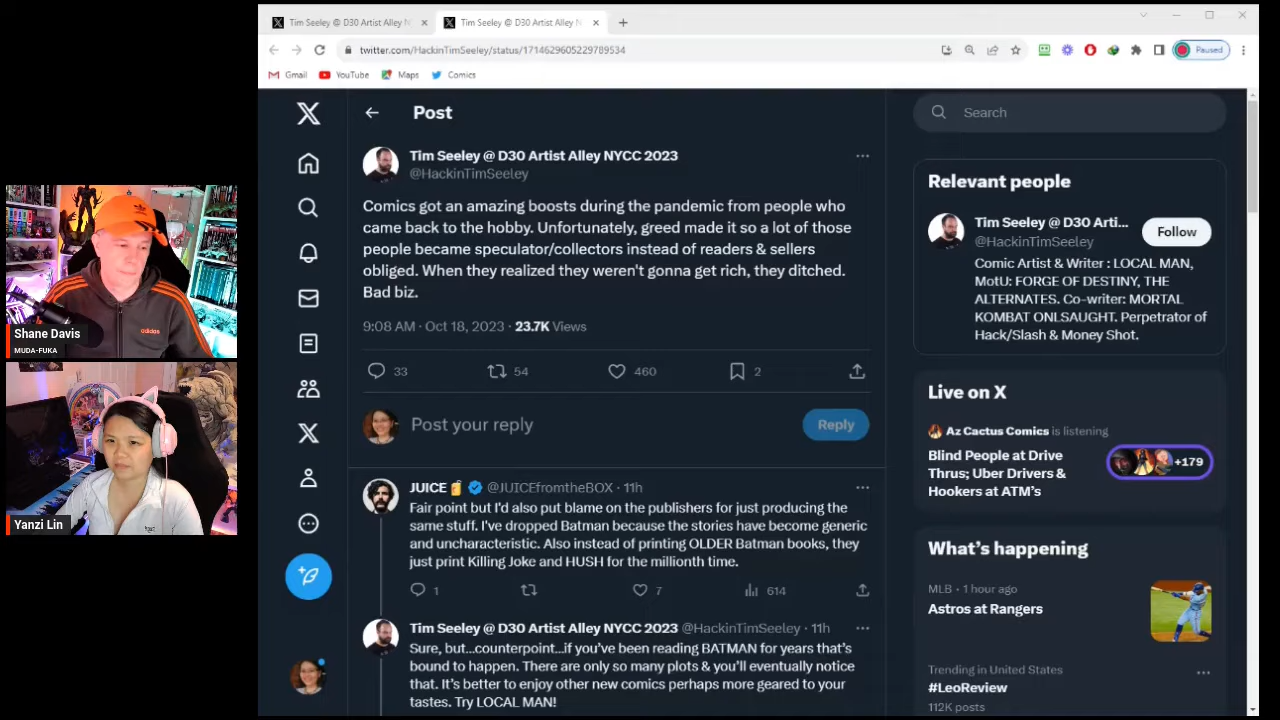 Tim Seeley @ D30 Artist Alley N
Tim Seeley @ D30 Artist Alley N
twitter.com/HackinTimSeeley/status/1714629605229789534
Paused
Gmail
YouTube
Maps
Comics
Post
Search
Tim Seeley @ D30 Artist Alley NYCC 2023
@HackinTimSeeley
Comics got an amazing boosts during the pandemic from people who
came back to the hobby. Unfortunately, greed made it so a lot of those
people became speculator/collectors instead of readers & sellers
obliged. When they realized they weren't gonna get rich, they ditched.
Bad biz.
9:08 AM · Oct 18, 2023 · 23.7K Views
33
54
460
2
Post your reply
Reply
JUICE
@JUICEfromtheBOX · 11h
Fair point but I'd also put blame on the publishers for just producing the
same stuff. I've dropped Batman because the stories have become generic
and uncharacteristic. Also instead of printing OLDER Batman books, they
just print Killing Joke and HUSH for the millionth time.
1
7
614
Tim Seeley @ D30 Artist Alley NYCC 2023 @HackinTimSeeley · 11h
Sure, but...counterpoint...if you've been reading BATMAN for years that's
bound to happen. There are only so many plots & you'll eventually notice
that. It's better to enjoy other new comics perhaps more geared to your
tastes. Try LOCAL MAN!
Relevant people
Tim Seeley @ D30 Arti...
@HackinTimSeeley
Follow
Comic Artist & Writer : LOCAL MAN,
MotU: FORGE OF DESTINY, THE
ALTERNATES. Co-writer: MORTAL
KOMBAT ONLSAUGHT. Perpetrator of
Hack/Slash & Money Shot.
Live on X
Az Cactus Comics is listening
Blind People at Drive
Thrus; Uber Drivers &
Hookers at ATM's
+179
What's happening
MLB · 1 hour ago
Astros at Rangers
Trending in United States
#LeoReview
112K posts
adidas
Shane Davis
MUDA-FUKA
Yanzi Lin